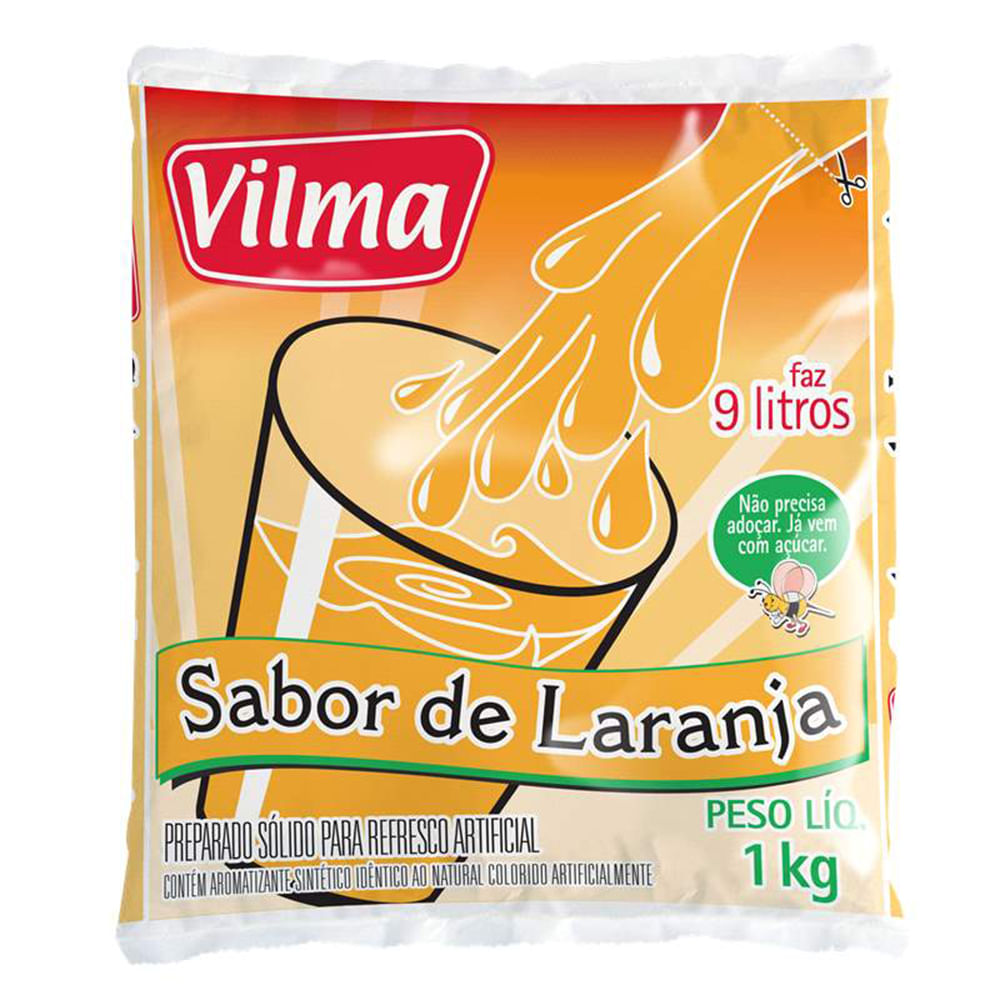 Vilma
faz
9 litros
Não precisa
adoçar. Já vem
com açúcar.
Sabor de Laranja
PREPARADO SÓLIDO PARA REFRESCO ARTIFICIAL
CONTÉM AROMATIZANTE SINTÉTICO IDÊNTICO AO NATURAL COLORIDO ARTIFICIALMENTE
PESO LÍQ.
1 kg